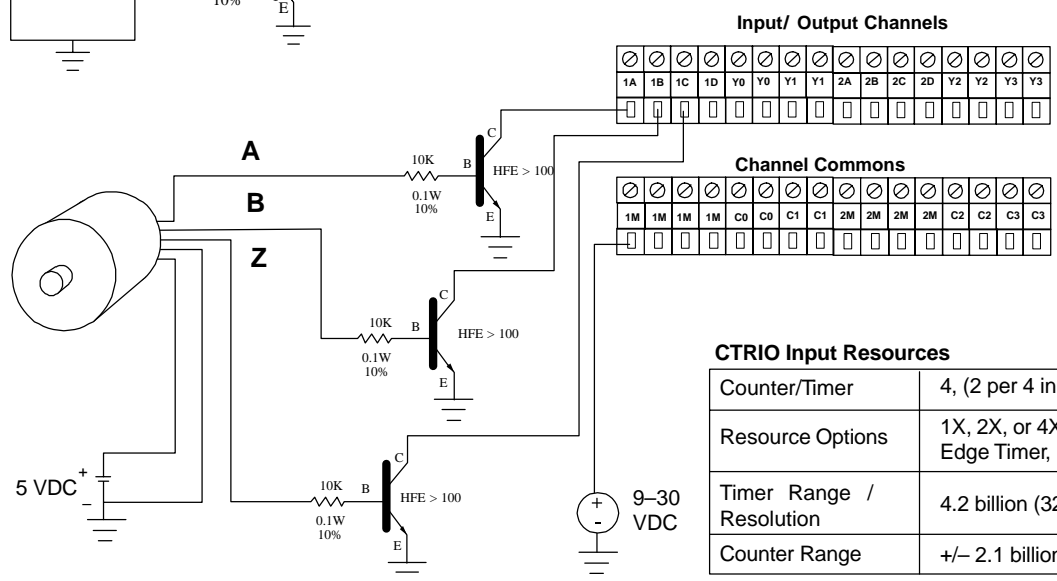 10%
E
Input/ Output Channels
1A 1B 1C 1D Y0 Y0 Y1 Y1 2A 2B 2C 2D Y2 Y2 Y3 Y3
C
A
10K
B
HFE > 100
0.1W
10%
E
Channel Commons
1M 1M 1M 1M C0 C0 C1 C1 2M 2M 2M 2M C2 C2 C3 C3
B
Z
C
10K
B
HFE > 100
0.1W
10%
E
CTRIO Input Resources
Counter/Timer 4, (2 per 4 in
Resource Options 1X, 2X, or 4X
Edge Timer,
Timer Range / Resolution 4.2 billion (32
Counter Range +/– 2.1 billion
C
5 VDC
+
–
10K
B
HFE > 100
0.1W
10%
E
+
-
9–30
VDC